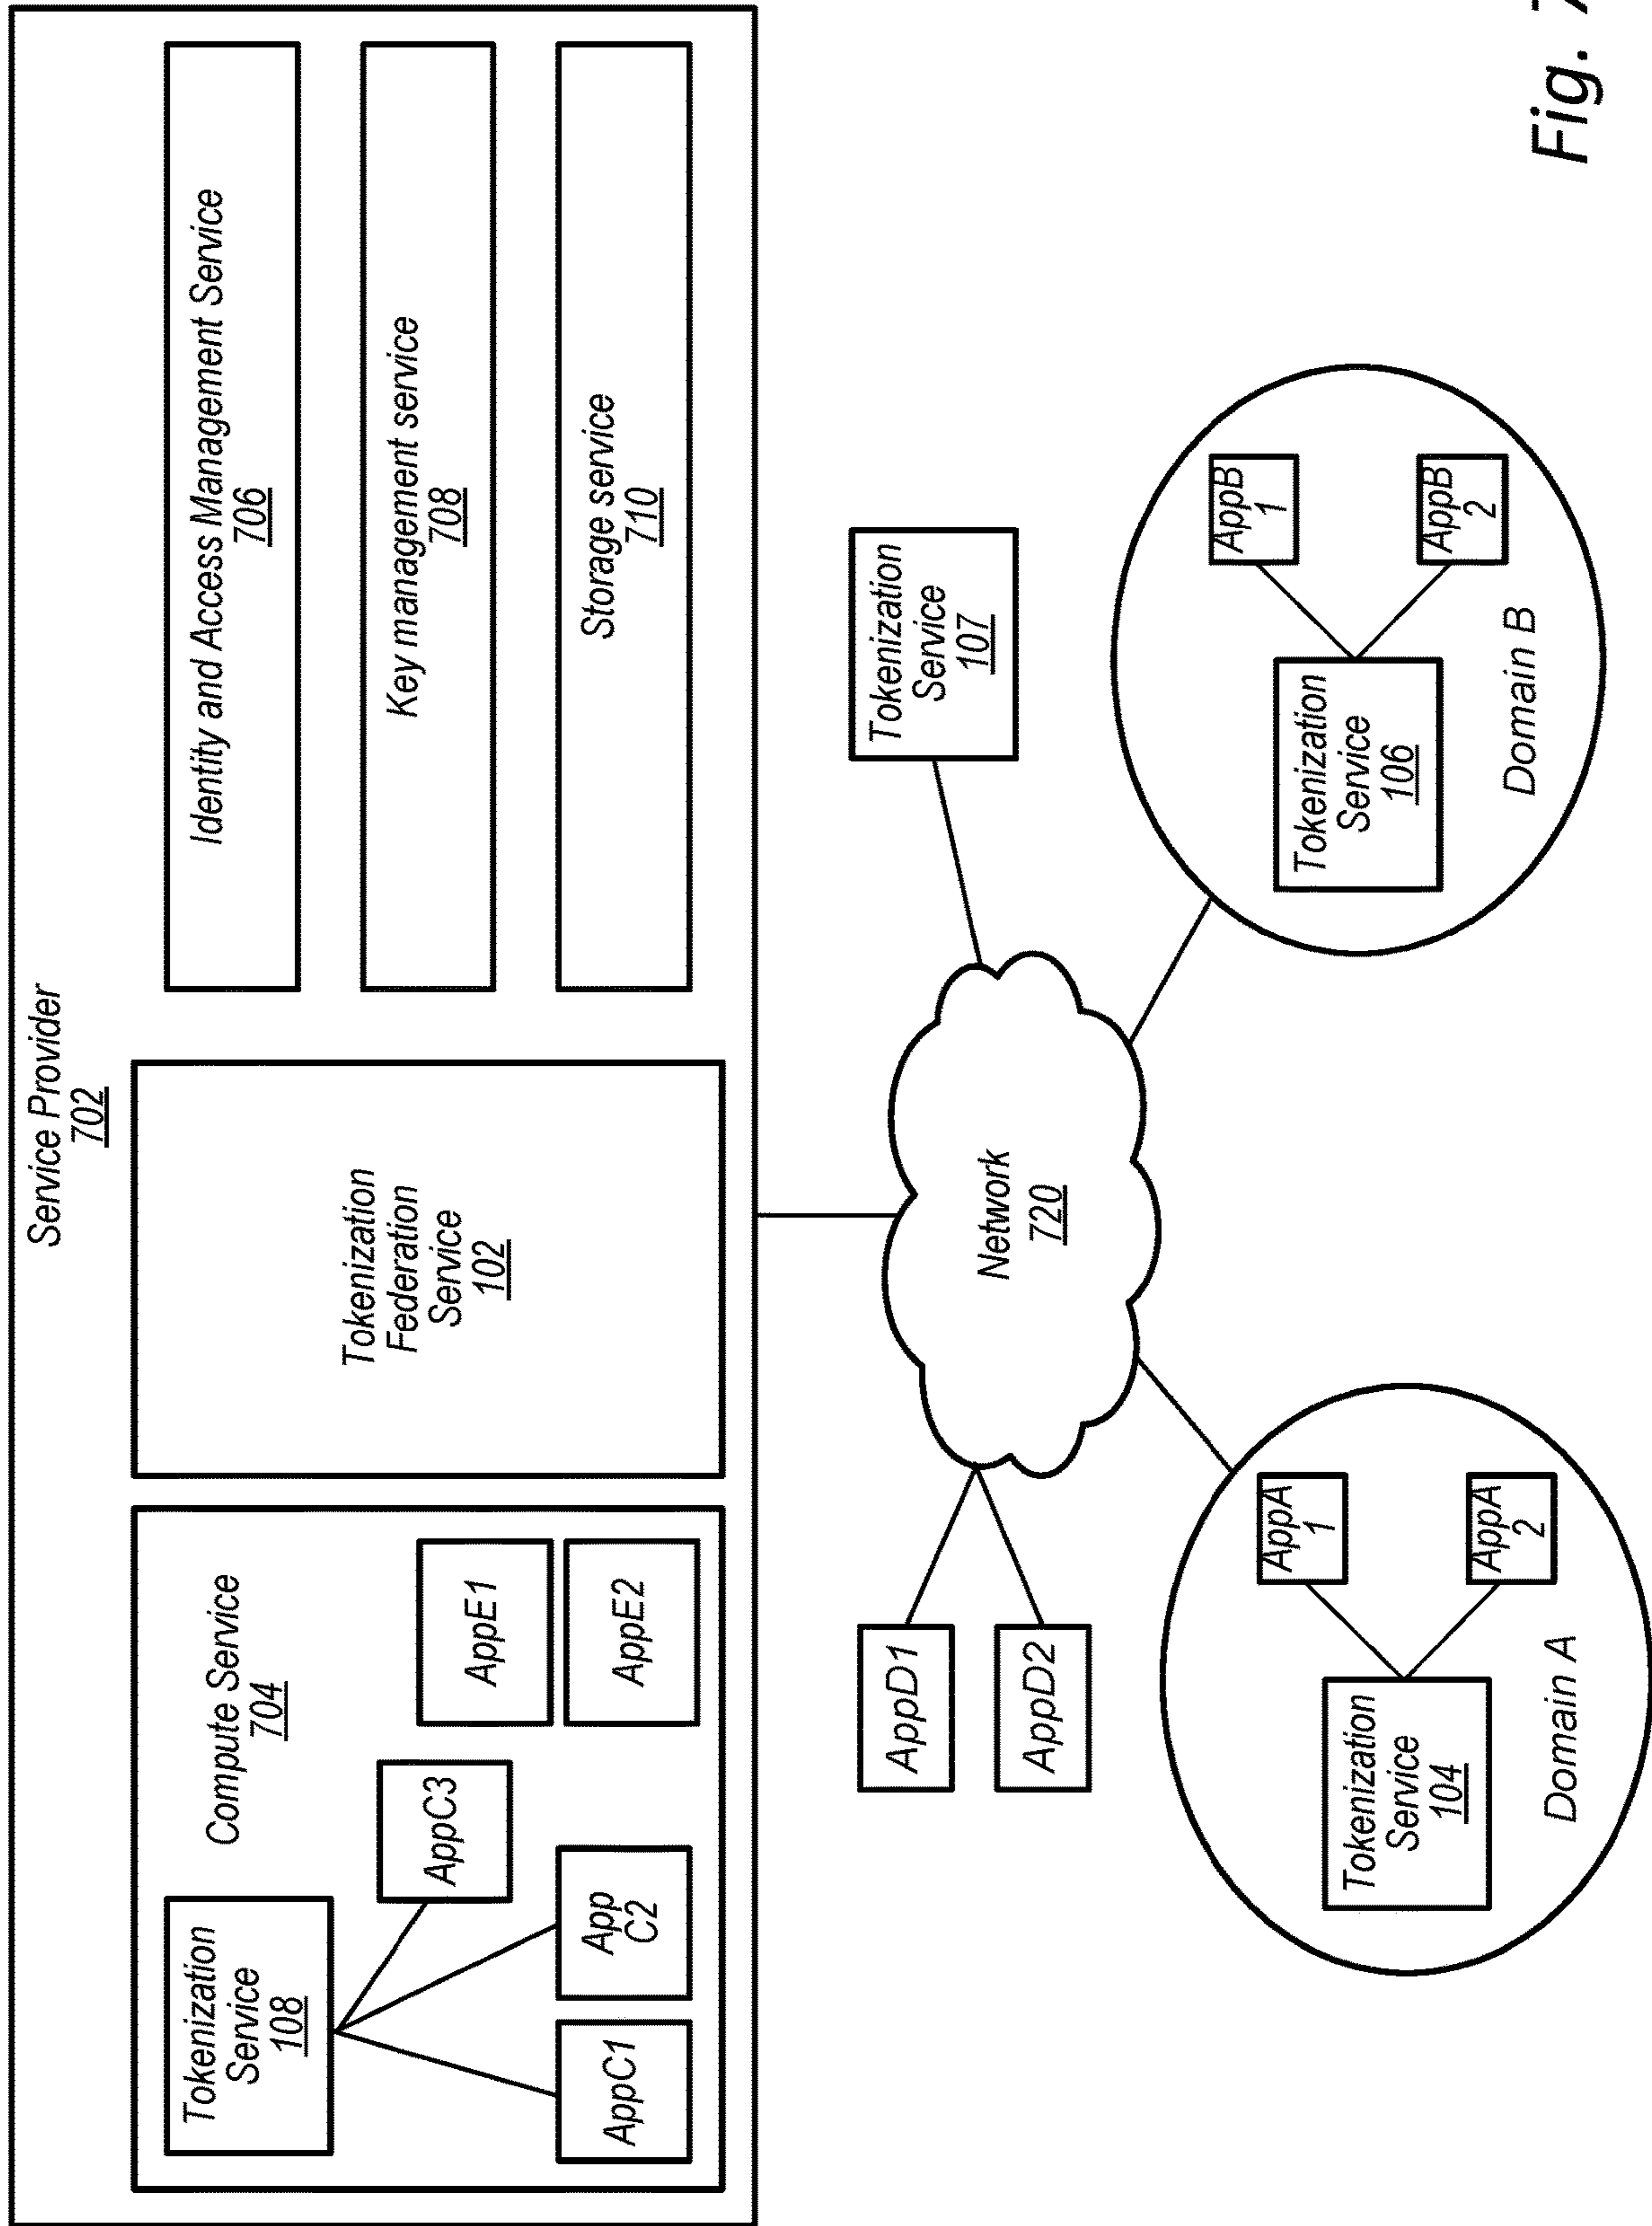 Service Provider
702
Compute Service
704
Tokenization
Service
108
AppC3
AppC1
App
C2
AppE1
AppE2
Tokenization
Federation
Service
102
Identity and Access Management Service
706
Key management service
708
Storage service
710
AppD1
AppD2
Network
720
Tokenization
Service
107
Tokenization
Service
104
AppA
1
AppA
2
Domain A
Tokenization
Service
106
AppB
1
AppB
2
Domain B
Fig. 7